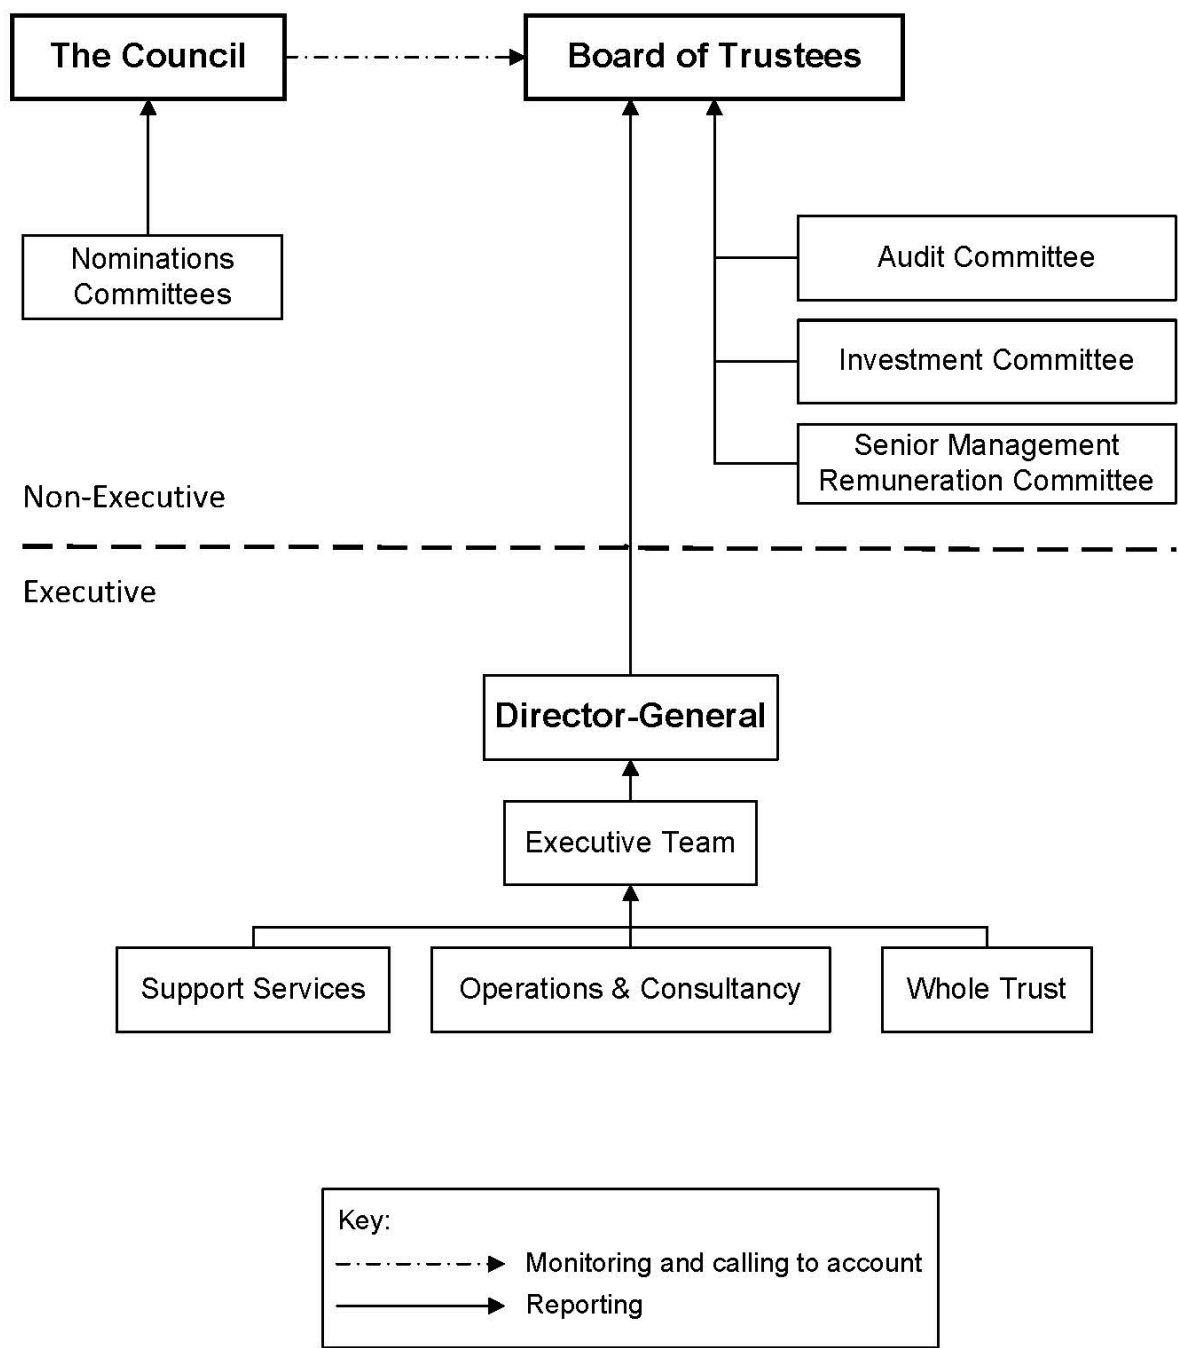 The Council
Board of Trustees
Nominations
Committees
Audit Committee
Investment Committee
Senior Management
Remuneration Committee
Non-Executive
Executive
Director-General
Executive Team
Support Services
Operations & Consultancy
Whole Trust
Key:
Monitoring and calling to account
Reporting